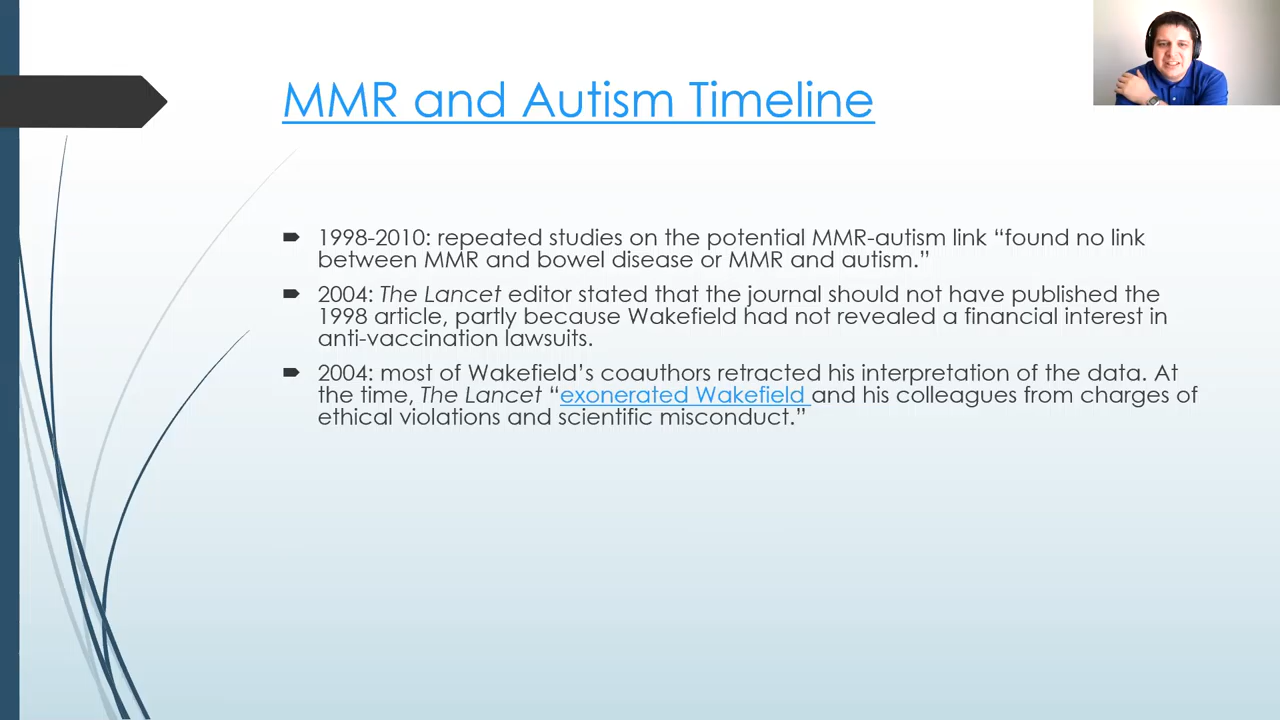 MMR and Autism Timeline
1998-2010: repeated studies on the potential MMR-autism link “found no link
between MMR and bowel disease or MMR and autism.”
2004: The Lancet editor stated that the journal should not have published the
1998 article, partly because Wakefield had not revealed a financial interest in
anti-vaccination lawsuits.
2004: most of Wakefield’s coauthors retracted his interpretation of the data. At
the time, The Lancet “exonerated Wakefield and his colleagues from charges of
ethical violations and scientific misconduct.”